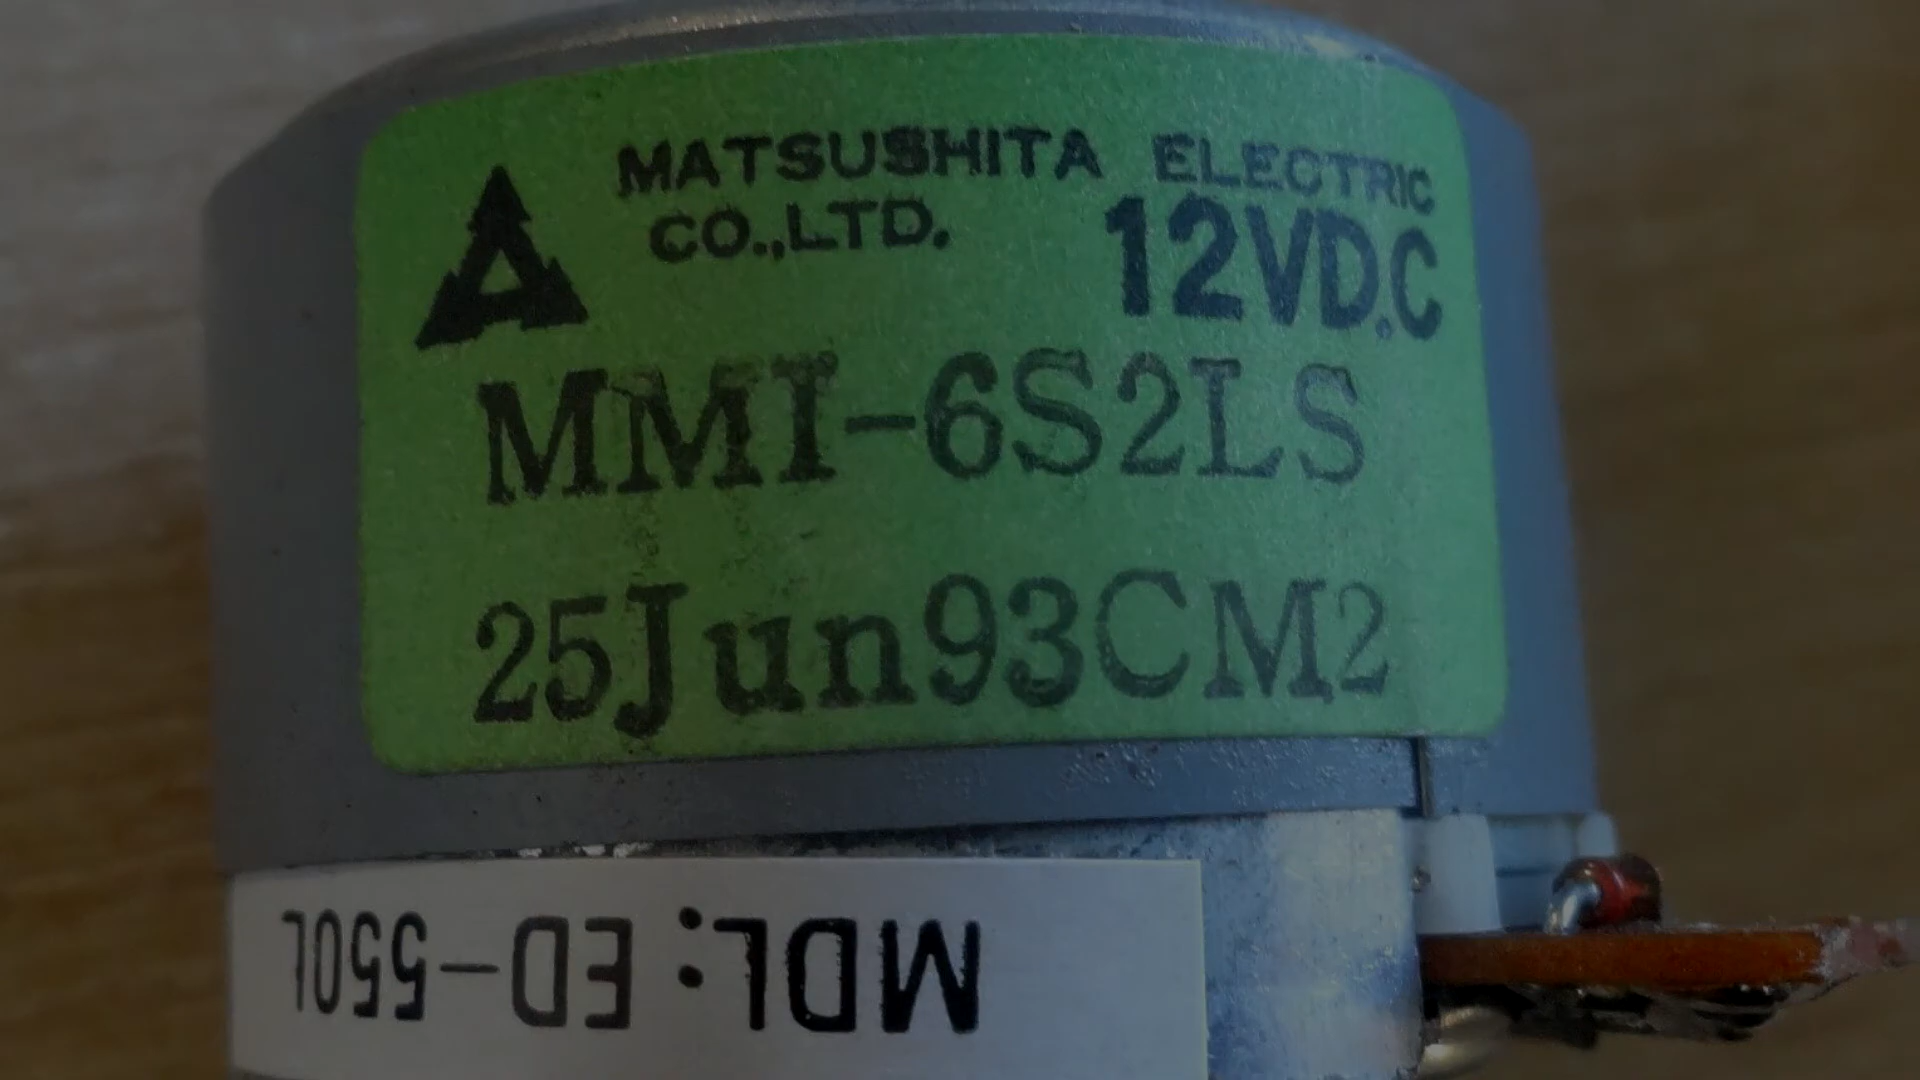 MATSUSHITA ELECTRIC
CO.,LTD.
12VD.C
MMI-6S2LS
25Jun93CM2
MDL: ED-550L